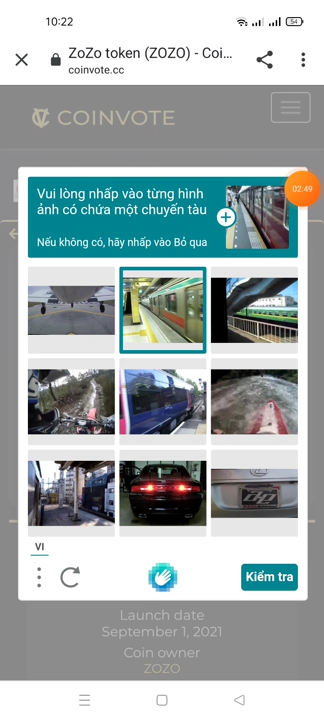 10:22
54
ZoZo token (ZOZO) - Coi...
coinvote.cc
COINVOTE
Vui lòng nhấp vào từng hình
ảnh có chứa một chuyến tàu
Nếu không có, hãy nhấp vào Bỏ qua
02:49
VI
Kiểm tra
Launch date
September 1, 2021
Coin owner
ZOZO